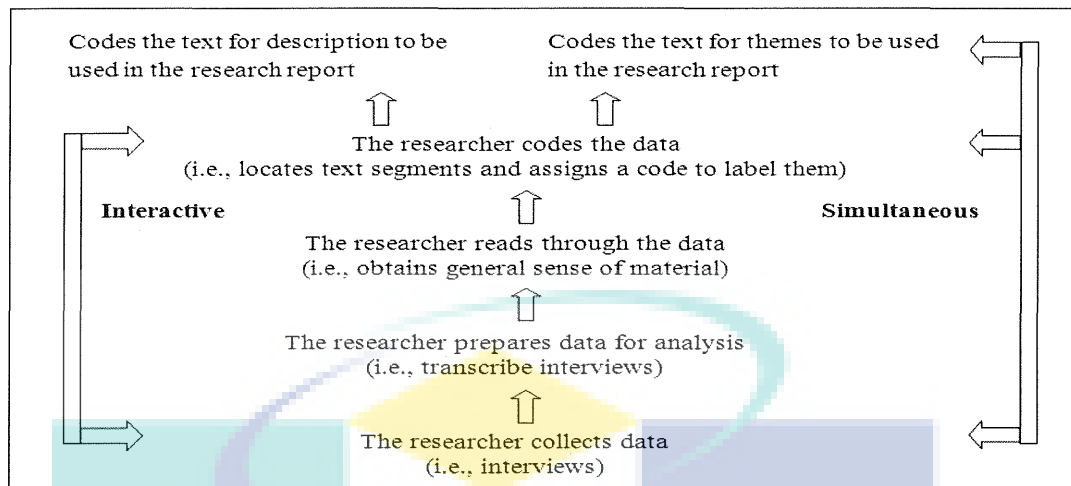 Codes the text for description to be
used in the research report
Codes the text for themes to be used
in the research report
The researcher codes the data
(i.e., locates text segments and assigns a code to label them)
Interactive
Simultaneous
The researcher reads through the data
(i.e., obtains general sense of material)
The researcher prepares data for analysis
(i.e., transcribe interviews)
The researcher collects data
(i.e., interviews)